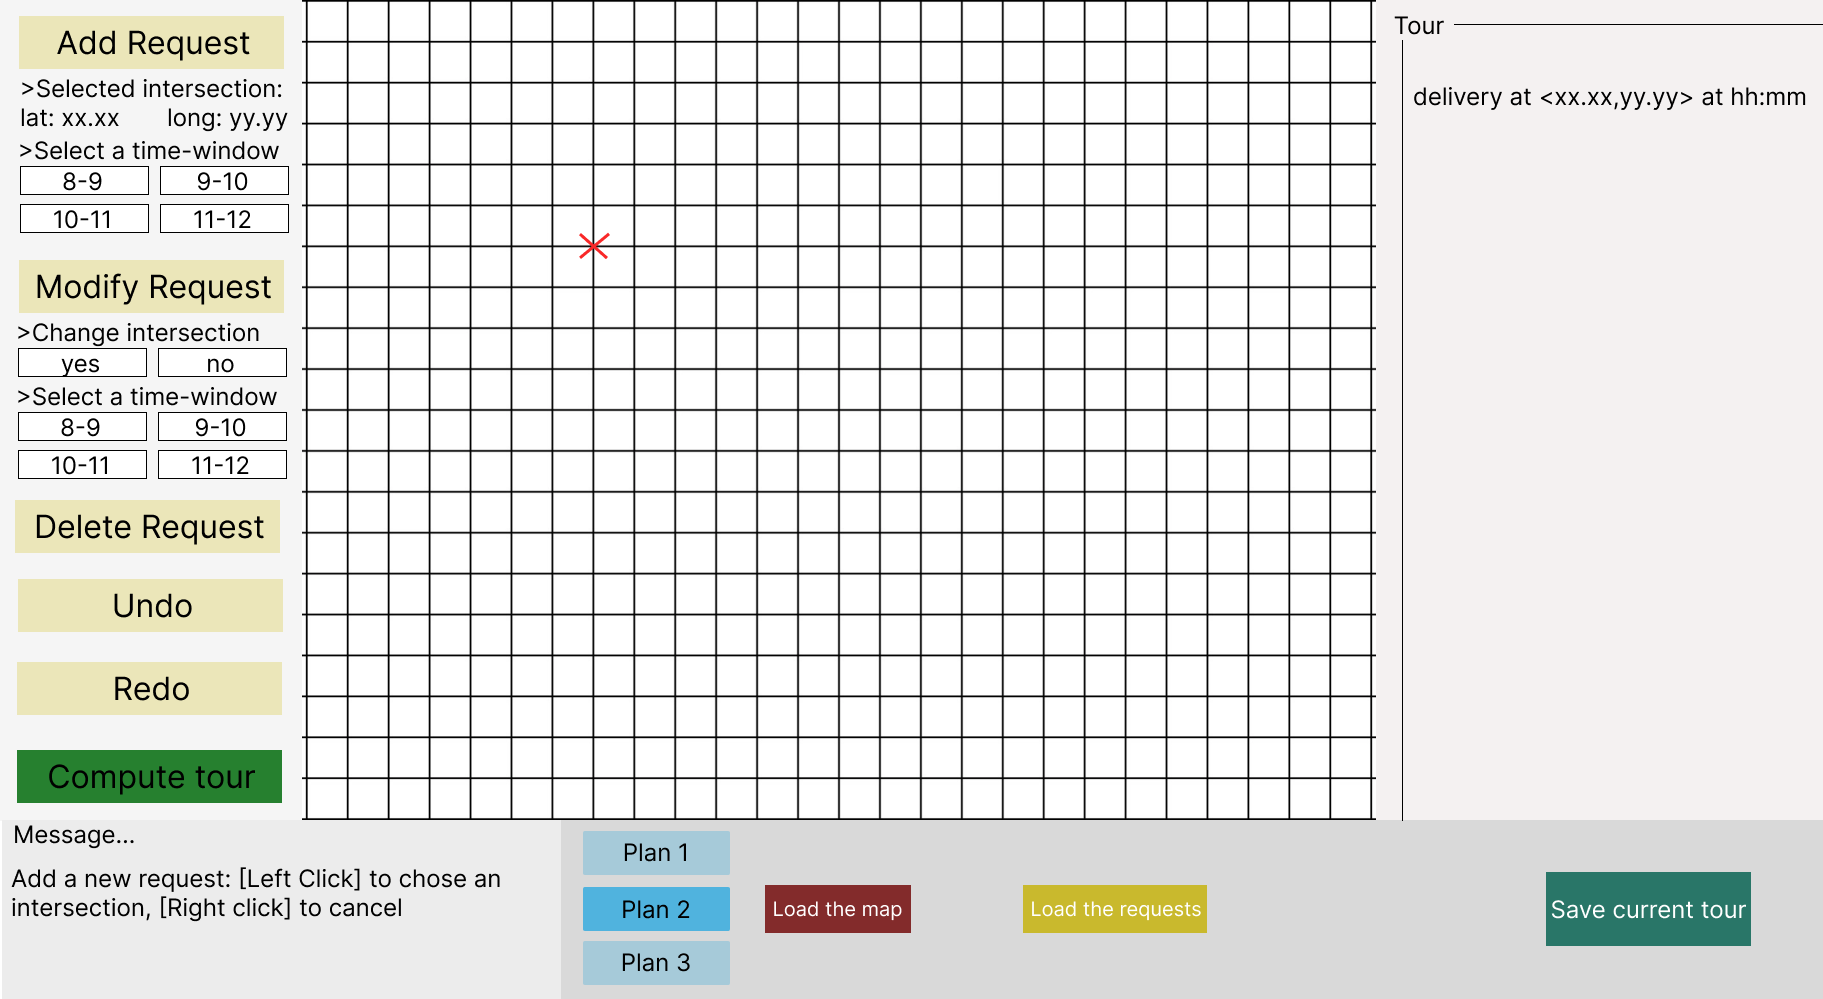 Add Request
>Selected intersection:
lat: xx.xx long: yy.yy
>Select a time-window
8-9 9-10
10-11 11-12
Modify Request
>Change intersection
yes no
>Select a time-window
8-9 9-10
10-11 11-12
Delete Request
Undo
Redo
Compute tour
Tour
delivery at <xx.xx,yy.yy> at hh:mm
Message...
Add a new request: [Left Click] to chose an
intersection, [Right click] to cancel
Plan 1
Plan 2
Plan 3
Load the map
Load the requests
Save current tour